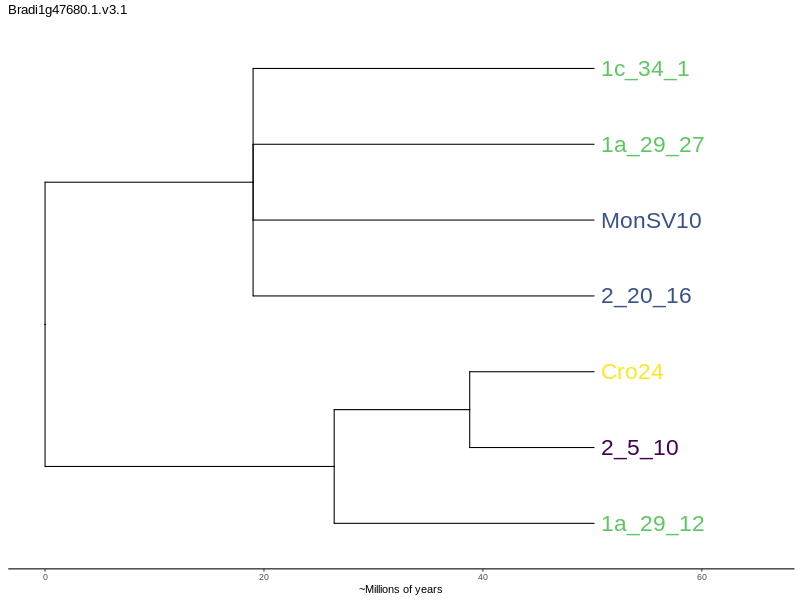 Bradi1g47680.1.v3.1
1c_34_1
1a_29_27
MonSV10
2_20_16
Cro24
2_5_10
1a_29_12
0 20 40 60
~Millions of years